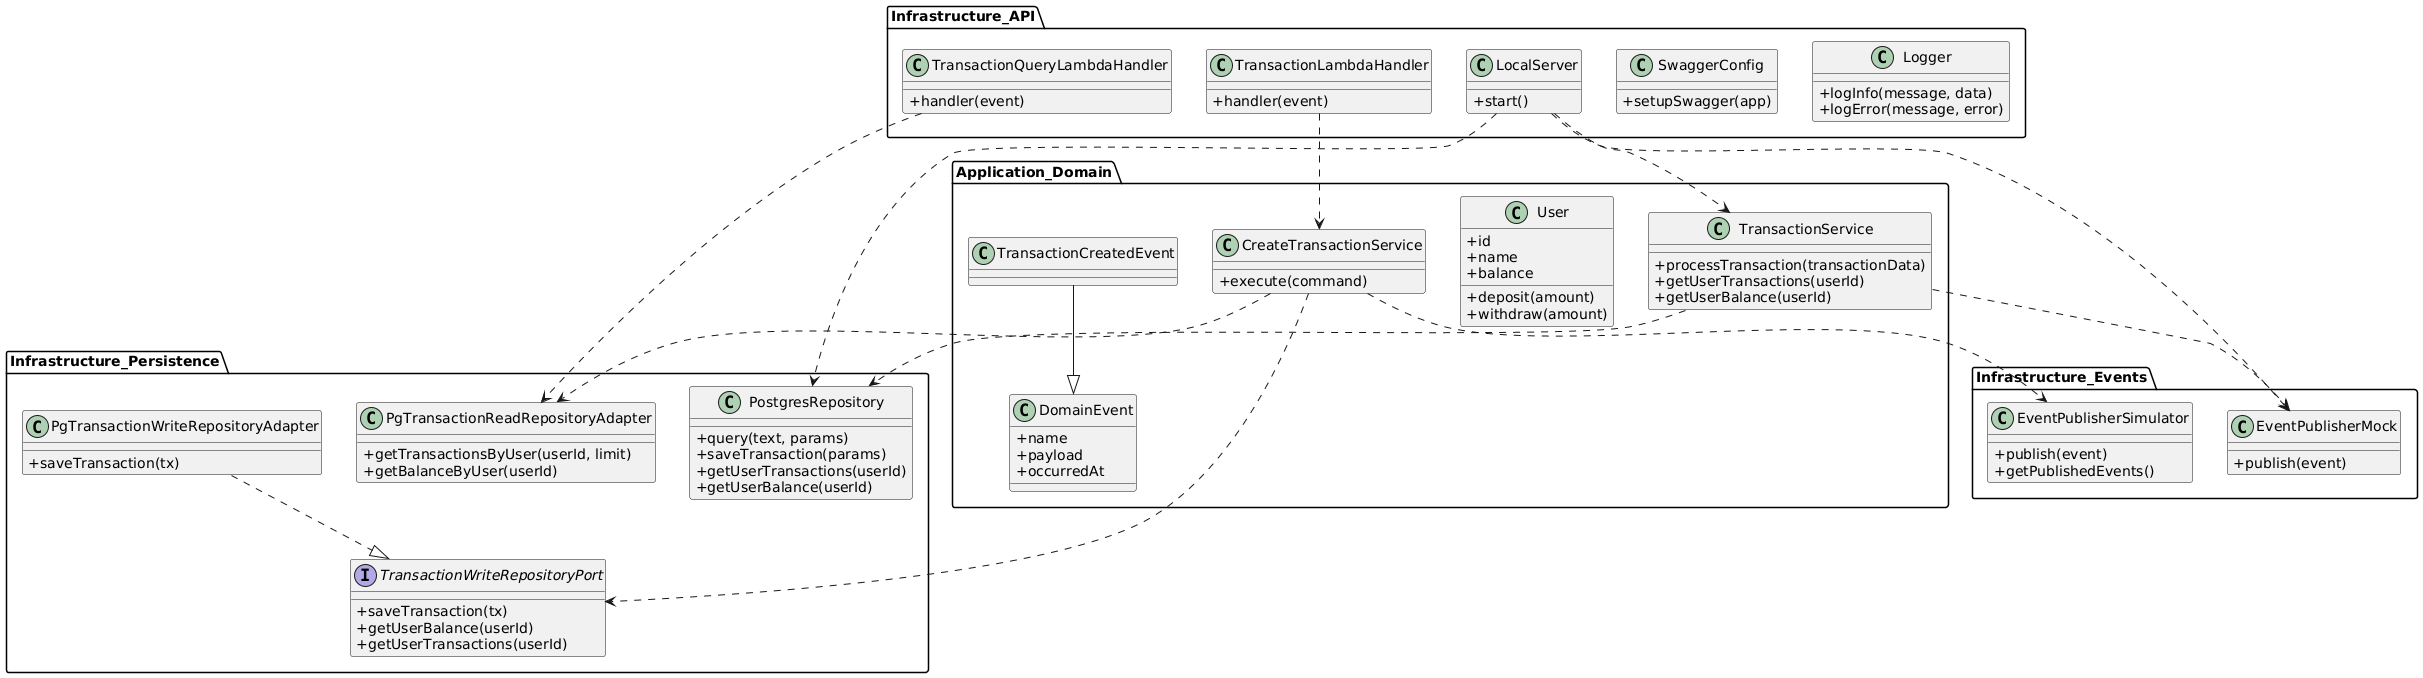 Infrastructure_API
C TransactionQueryLambdaHandler
+handler(event)
C TransactionLambdaHandler
+handler(event)
C LocalServer
+start()
C SwaggerConfig
+setupSwagger(app)
C Logger
+logInfo(message, data)
+logError(message, error)
Application_Domain
C TransactionCreatedEvent
C CreateTransactionService
+execute(command)
C User
+id
+name
+balance
+deposit(amount)
+withdraw(amount)
C TransactionService
+processTransaction(transactionData)
+getUserTransactions(userId)
+getUserBalance(userId)
C DomainEvent
+name
+payload
+occurredAt
Infrastructure_Persistence
C PgTransactionWriteRepositoryAdapter
+saveTransaction(tx)
C PgTransactionReadRepositoryAdapter
+getTransactionsByUser(userId, limit)
+getBalanceByUser(userId)
C PostgresRepository
+query(text, params)
+saveTransaction(params)
+getUserTransactions(userId)
+getUserBalance(userId)
I TransactionWriteRepositoryPort
+saveTransaction(tx)
+getUserBalance(userId)
+getUserTransactions(userId)
Infrastructure_Events
C EventPublisherSimulator
+publish(event)
+getPublishedEvents()
C EventPublisherMock
+publish(event)